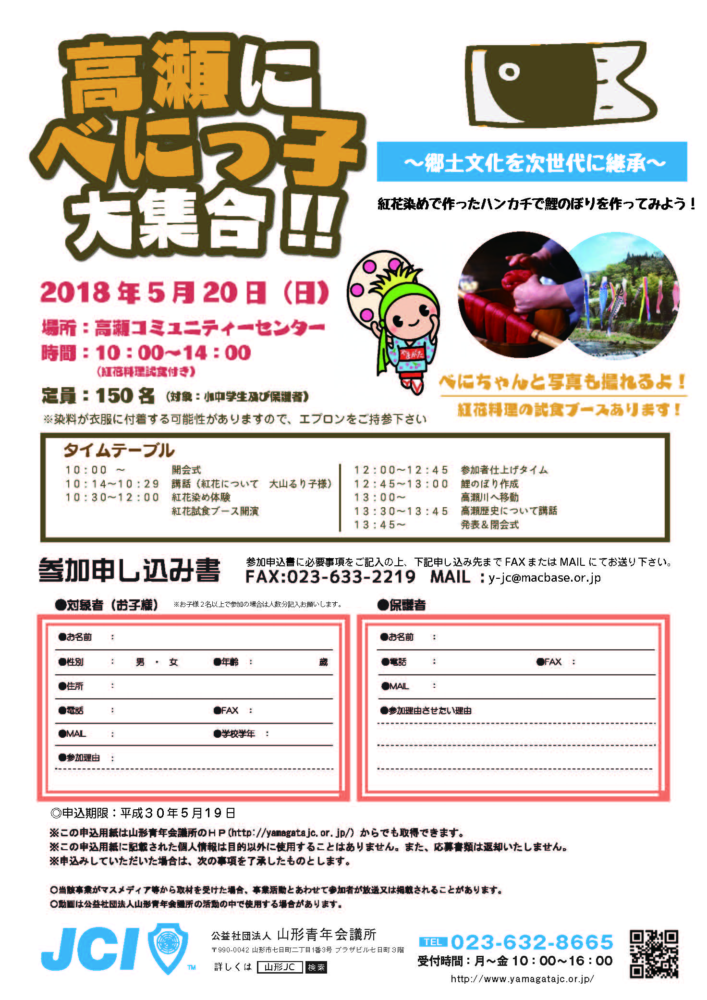 高瀬に
べにっ子
大集合!!
～郷土文化を次世代に継承～
紅花染めで作ったハンカチで鯉のぼりを作ってみよう！
2018年5月20日（日）
場所：高瀬コミュニティーセンター
時間：10：00～14：00
（紅花料理試食付き）
やまがた
べにちゃんと写真も撮れるよ！
紅花料理の試食ブースあります！
定員：150名（対象：小中学生及び保護者）
※染料が衣服に付着する可能性がありますので、エプロンをご持参下さい
タイムテーブル
10：00 ～ 開会式
10：14～10：29 講話（紅花について 大山るり子様）
10：30～12：00 紅花染め体験
紅花試食ブース開演
12：00～12：45 参加者仕上げタイム
12：45～13：00 鯉のぼり作成
13：00～ 高瀬川へ移動
13：30～13：45 高瀬歴史について講話
13：45～ 発表＆閉会式
参加申し込み書
参加申込書に必要事項をご記入の上、下記申し込み先までFAXまたはMAILにてお送り下さい。
FAX:023-633-2219 MAIL：y-jc@macbase.or.jp
●対象者（お子様） ※お子様２名以上で参加の場合は人数分記入お願いします。
●お名前 ：
●性別 ： 男 ・ 女 ●年齢 ： 歳
●住所 ：
●電話 ： ●FAX ：
●MAIL ： ●学校学年 ：
●参加理由 ：
●保護者
●お名前 ：
●電話 ： ●FAX ：
●MAIL ：
●参加理由させたい理由
◎申込期限：平成３０年５月１９日
※この申込用紙は山形青年会議所のＨＰ(http://yamagatajc.or.jp/) からでも取得できます。
※この申込用紙に記載された個人情報は目的以外に使用することはありません。また、応募書類は返却いたしません。
※申込みしていただいた場合は、次の事項を了承したものとします。
○当該事業がマスメディア等から取材を受けた場合、事業活動とあわせて参加者が放送又は掲載されることがあります。
○動画は公益社団法人山形青年会議所の活動の中で使用する場合があります。
JCI TM
公益社団法人 山形青年会議所
〒990-0042 山形市七日町二丁目1番3号 プラザビル七日町３階
詳しくは 山形JC 検索
TEL 023-632-8665
受付時間：月～金 10：00～16：00
http://www.yamagatajc.or.jp/